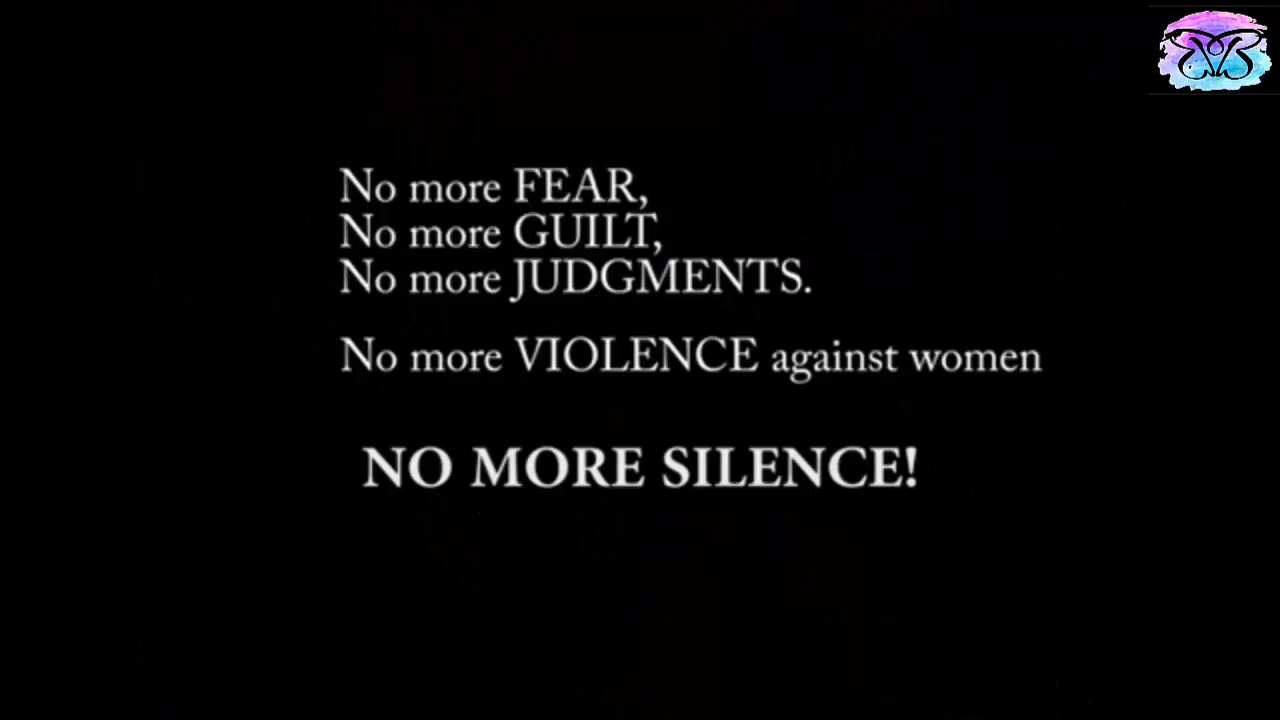 No more FEAR,
No more GUILT,
No more JUDGMENTS.
No more VIOLENCE against women
NO MORE SILENCE!